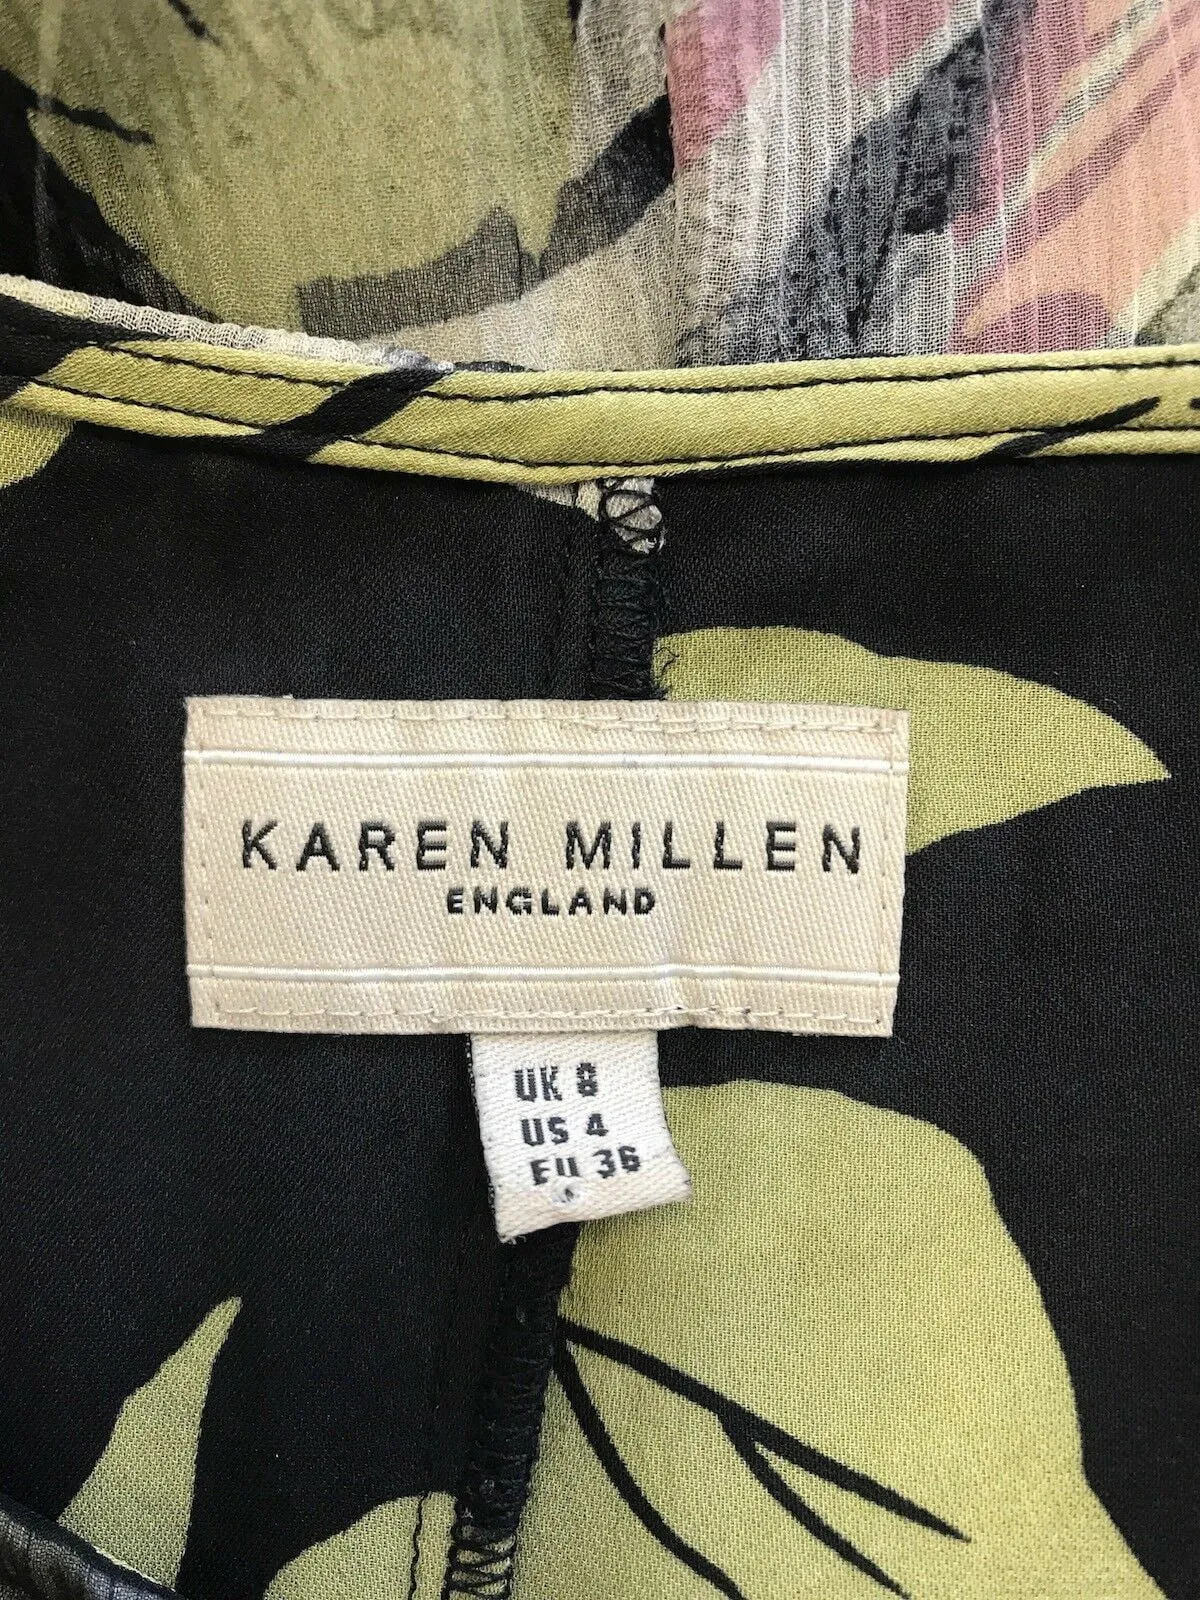 KAREN MILLEN
ENGLAND
UK 8
US 4
EU 36